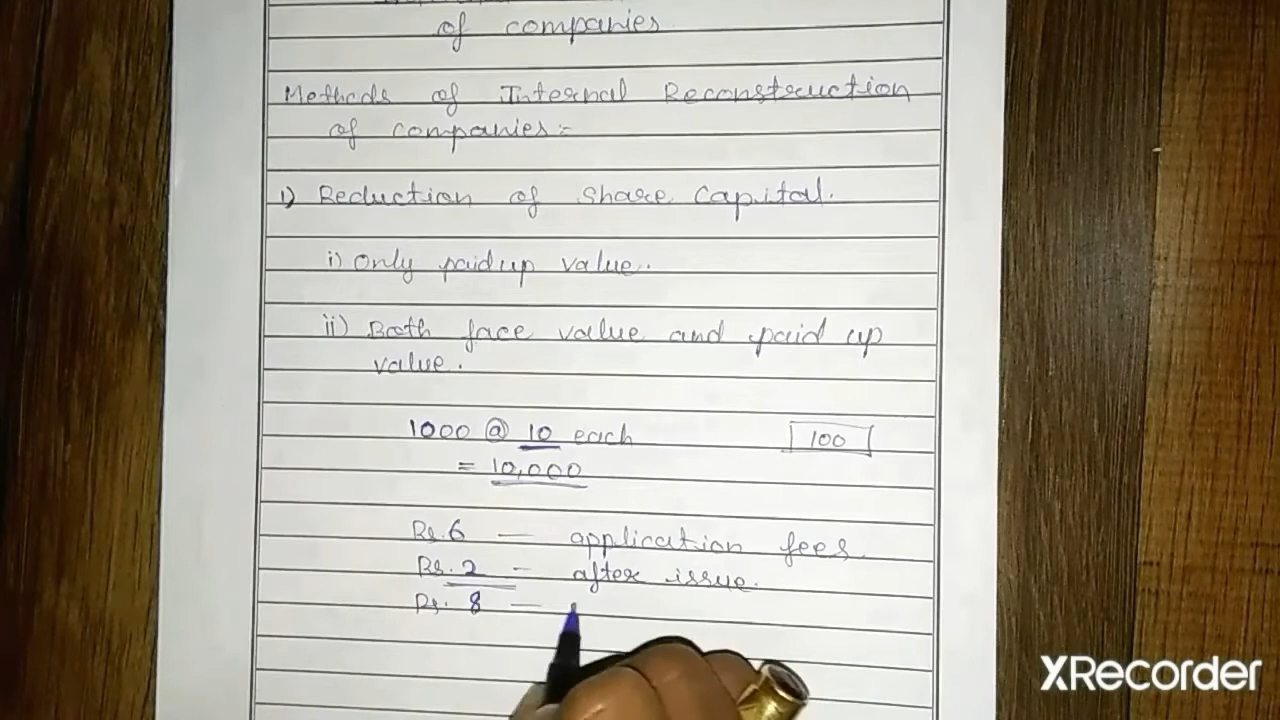 of companies
Methods of Internal Reconstruction
of companies:-
1) Reduction of share capital.
i) Only paid up value.
ii) Both face value and paid up
value.
1000 @ 10 each
100
= 10,000
Rs. 6 — application fees.
Rs. 2 - after issue.
Rs. 8 —
XRecorder